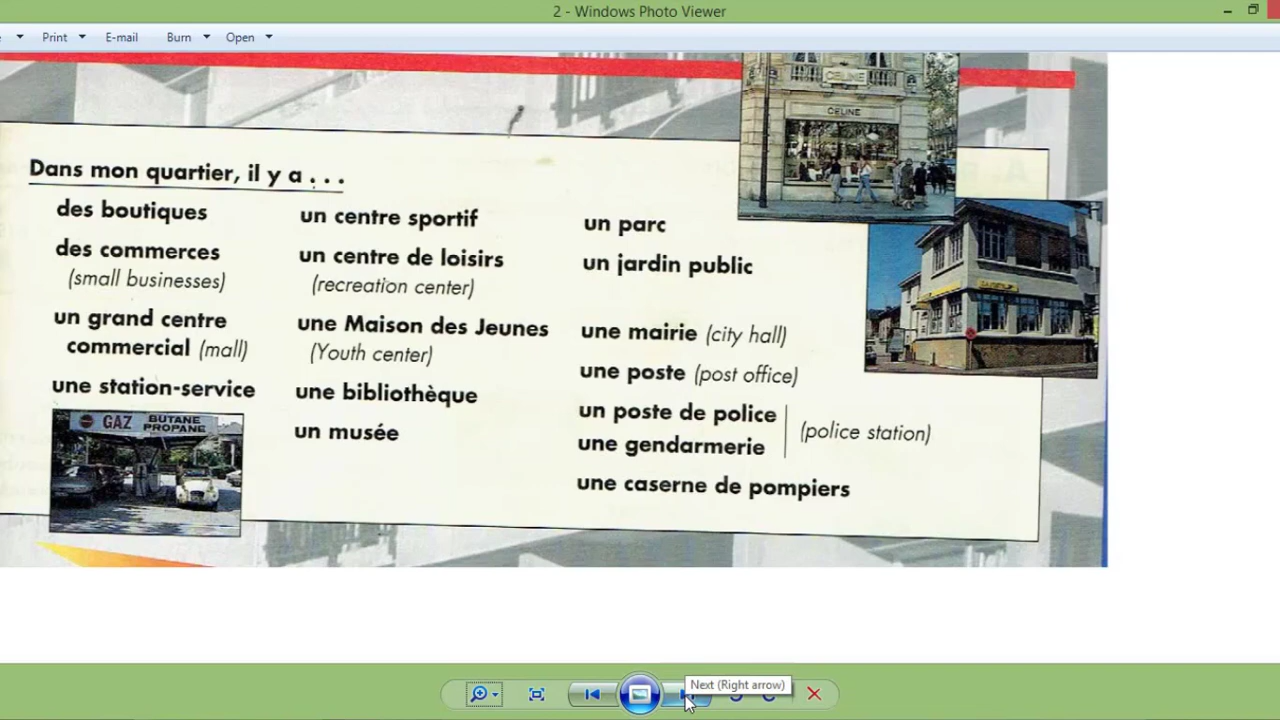 2 - Windows Photo Viewer
Print
E-mail
Burn
Open
CELINE
CELINE
Dans mon quartier, il y a . . .
des boutiques
des commerces
(small businesses)
un grand centre
commercial (mall)
une station-service
GAZ BUTANE
PROPANE
un centre sportif
un centre de loisirs
(recreation center)
une Maison des Jeunes
(Youth center)
une bibliothèque
un musée
un parc
un jardin public
une mairie (city hall)
une poste (post office)
un poste de police
une gendarmerie
(police station)
une caserne de pompiers
Next (Right arrow)